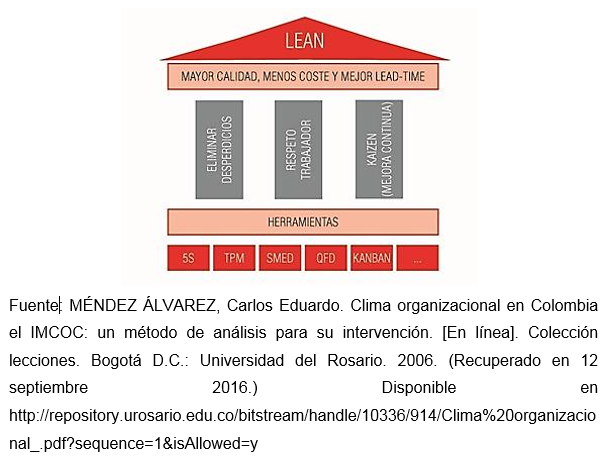 LEAN
MAYOR CALIDAD, MENOS COSTE Y MEJOR LEAD-TIME
ELIMINAR
DESPERDICIOS
RESPETO
TRABAJADOR
KAIZEN
(MEJORA CONTINUA)
HERRAMIENTAS
5S TPM SMED QFD KANBAN ...
Fuente: MÉNDEZ ÁLVAREZ, Carlos Eduardo. Clima organizacional en Colombia
el IMCOC: un método de análisis para su intervención. [En línea]. Colección
lecciones. Bogotá D.C.: Universidad del Rosario. 2006. (Recuperado en 12
septiembre 2016.) Disponible en
http://repository.urosario.edu.co/bitstream/handle/10336/914/Clima%20organizacio
nal_.pdf?sequence=1&isAllowed=y